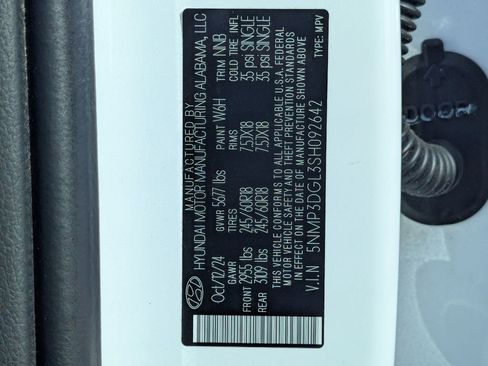 MANUFACTURED BY
HYUNDAI MOTOR MANUFACTURING ALABAMA, LLC
Oct/12/24 GVWR 5677 lbs PAINT W6H TRIM NNB
GAWR TIRES RIMS COLD TIRE INFL
FRONT 2955 lbs 245/60R18 7.5JX18 35 psi SINGLE
REAR 3109 lbs 245/60R18 7.5JX18 35 psi SINGLE
THIS VEHICLE CONFORMS TO ALL APPLICABLE U.S.A. FEDERAL
MOTOR VEHICLE SAFETY AND THEFT PREVENTION
STANDARDS IN EFFECT ON THE DATE OF MANUFACTURE SHOWN ABOVE
V.I.N 5NMP3DGL3SH092642 TYPE: MPV
DOOR